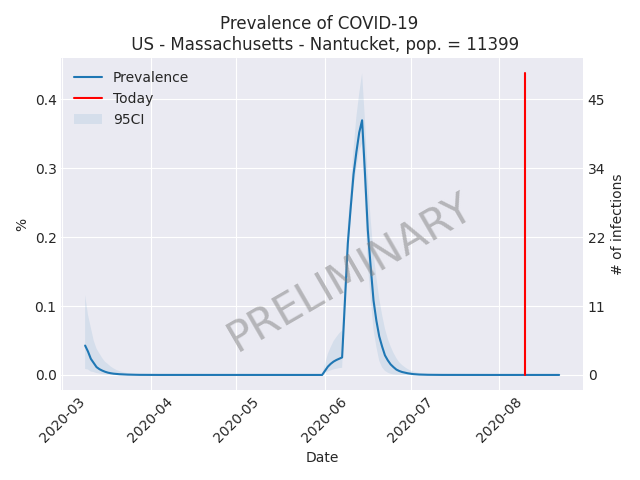 Prevalence of COVID-19
US - Massachusetts - Nantucket, pop. = 11399
Prevalence
Today
95CI
0.4
0.3
0.2
0.1
0.0
%
45
34
22
11
0
# of infections
PRELIMINARY
2020-03
2020-04
2020-05
2020-06
2020-07
2020-08
Date